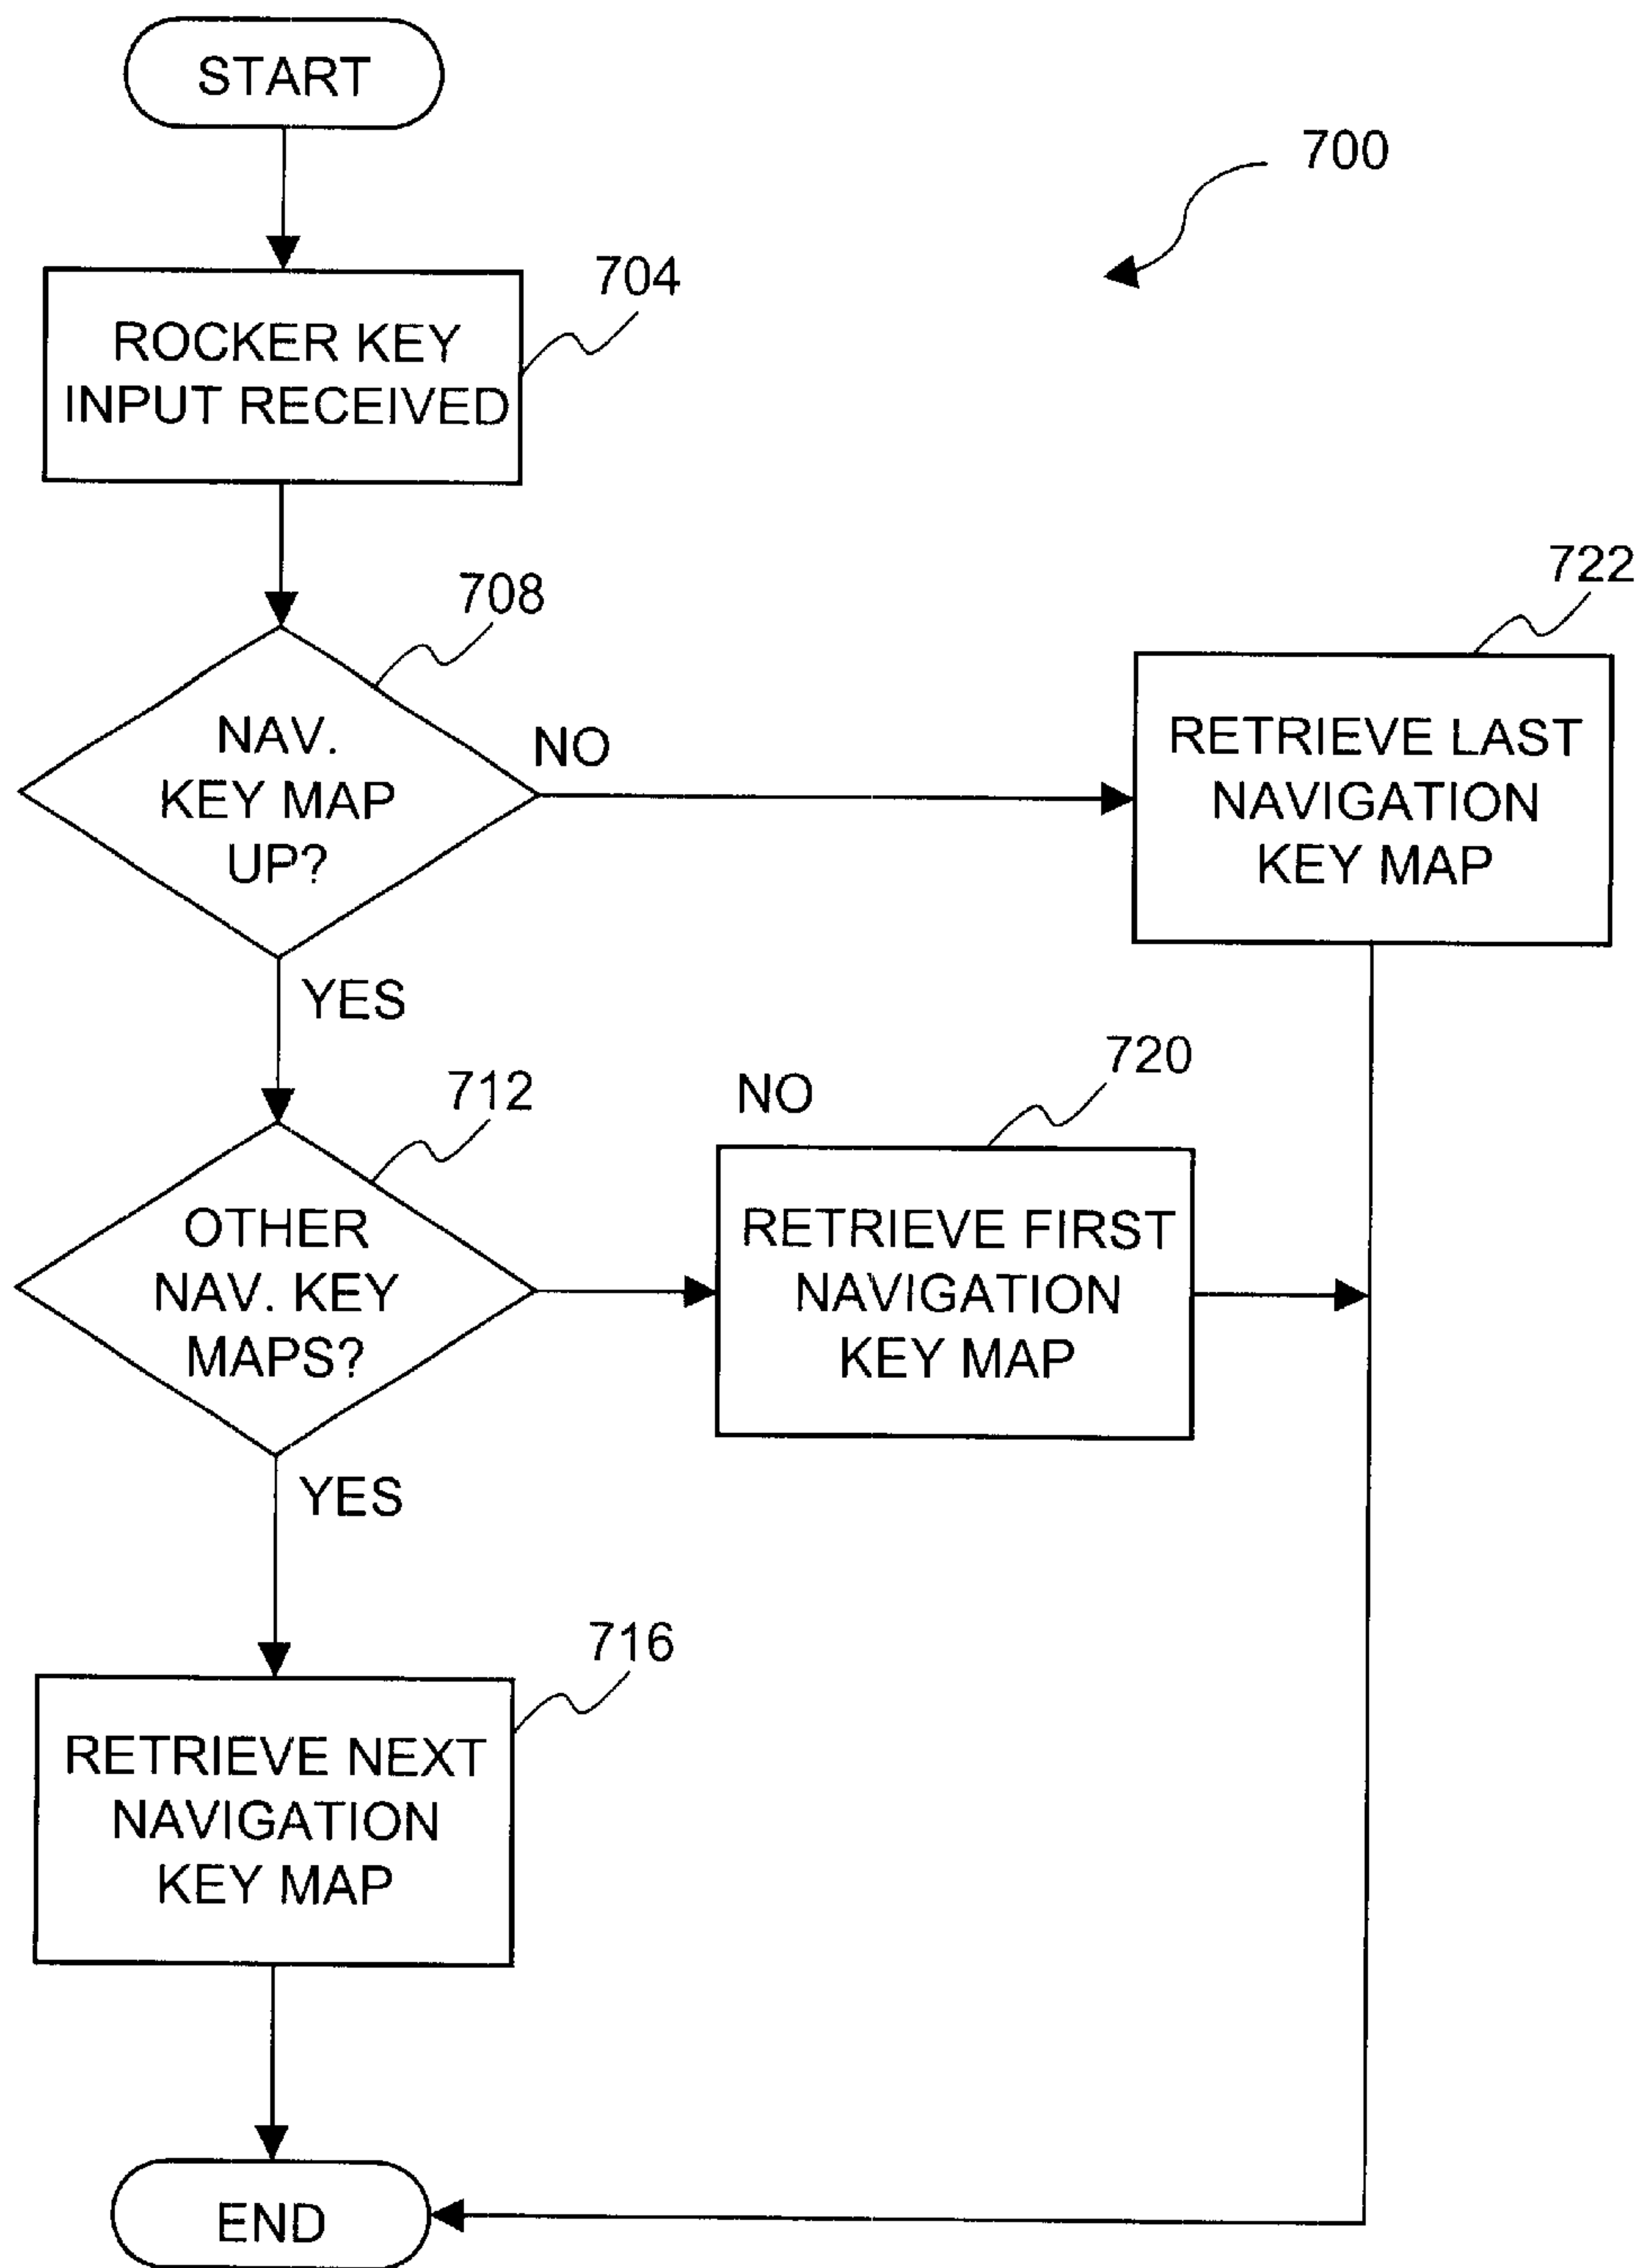 START
700
704
ROCKER KEY
INPUT RECEIVED
708
722
NAV.
KEY MAP
UP?
NO
RETRIEVE LAST
NAVIGATION
KEY MAP
YES
712
NO
720
OTHER
NAV. KEY
MAPS?
RETRIEVE FIRST
NAVIGATION
KEY MAP
YES
716
RETRIEVE NEXT
NAVIGATION
KEY MAP
END